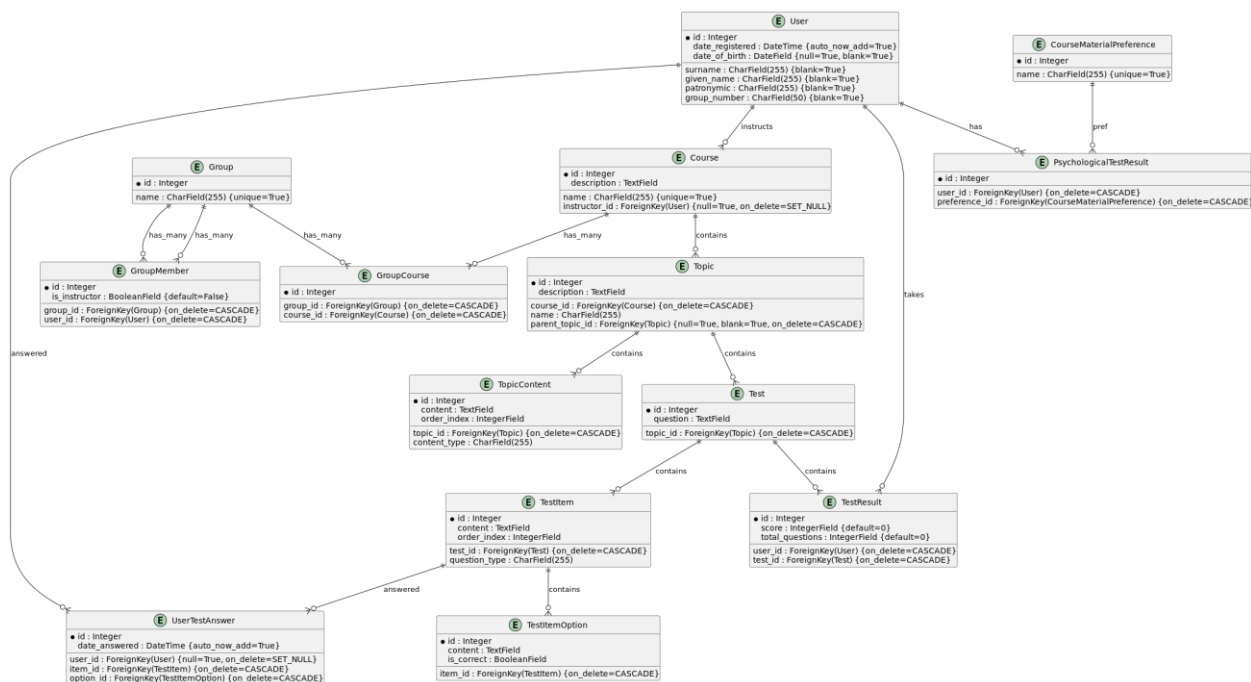 E User
id : Integer
date_registered : DateTime {auto_now_add=True}
date_of_birth : DateField {null=True, blank=True}
surname : CharField(255) {blank=True}
given_name : CharField(255) {blank=True}
patronymic : CharField(255) {blank=True}
group_number : CharField(50) {blank=True}
E CourseMaterialPreference
id : Integer
name : CharField(255) {unique=True}
instructs
has
pref
E Group
id : Integer
name : CharField(255) {unique=True}
E Course
id : Integer
description : TextField
name : CharField(255) {unique=True}
instructor_id : ForeignKey(User) {null=True, on_delete=SET_NULL}
E PsychologicalTestResult
id : Integer
user_id : ForeignKey(User) {on_delete=CASCADE}
preference_id : ForeignKey(CourseMaterialPreference) {on_delete=CASCADE}
has_many
has_many
has_many
has_many
contains
E GroupMember
id : Integer
is_instructor : BooleanField {default=False}
group_id : ForeignKey(Group) {on_delete=CASCADE}
user_id : ForeignKey(User) {on_delete=CASCADE}
E GroupCourse
id : Integer
group_id : ForeignKey(Group) {on_delete=CASCADE}
course_id : ForeignKey(Course) {on_delete=CASCADE}
E Topic
id : Integer
description : TextField
course_id : ForeignKey(Course) {on_delete=CASCADE}
name : CharField(255)
parent_topic_id : ForeignKey(Topic) {null=True, blank=True, on_delete=CASCADE}
takes
answered
contains
contains
E TopicContent
id : Integer
content : TextField
order_index : IntegerField
topic_id : ForeignKey(Topic) {on_delete=CASCADE}
content_type : CharField(255)
E Test
id : Integer
question : TextField
topic_id : ForeignKey(Topic) {on_delete=CASCADE}
contains
contains
E TestItem
id : Integer
content : TextField
order_index : IntegerField
test_id : ForeignKey(Test) {on_delete=CASCADE}
question_type : CharField(255)
E TestResult
id : Integer
score : IntegerField {default=0}
total_questions : IntegerField {default=0}
user_id : ForeignKey(User) {on_delete=CASCADE}
test_id : ForeignKey(Test) {on_delete=CASCADE}
answered
contains
E UserTestAnswer
id : Integer
date_answered : DateTime {auto_now_add=True}
user_id : ForeignKey(User) {null=True, on_delete=SET_NULL}
item_id : ForeignKey(TestItem) {on_delete=CASCADE}
option_id : ForeignKey(TestItemOption) {on_delete=CASCADE}
E TestItemOption
id : Integer
content : TextField
is_correct : BooleanField
item_id : ForeignKey(TestItem) {on_delete=CASCADE}